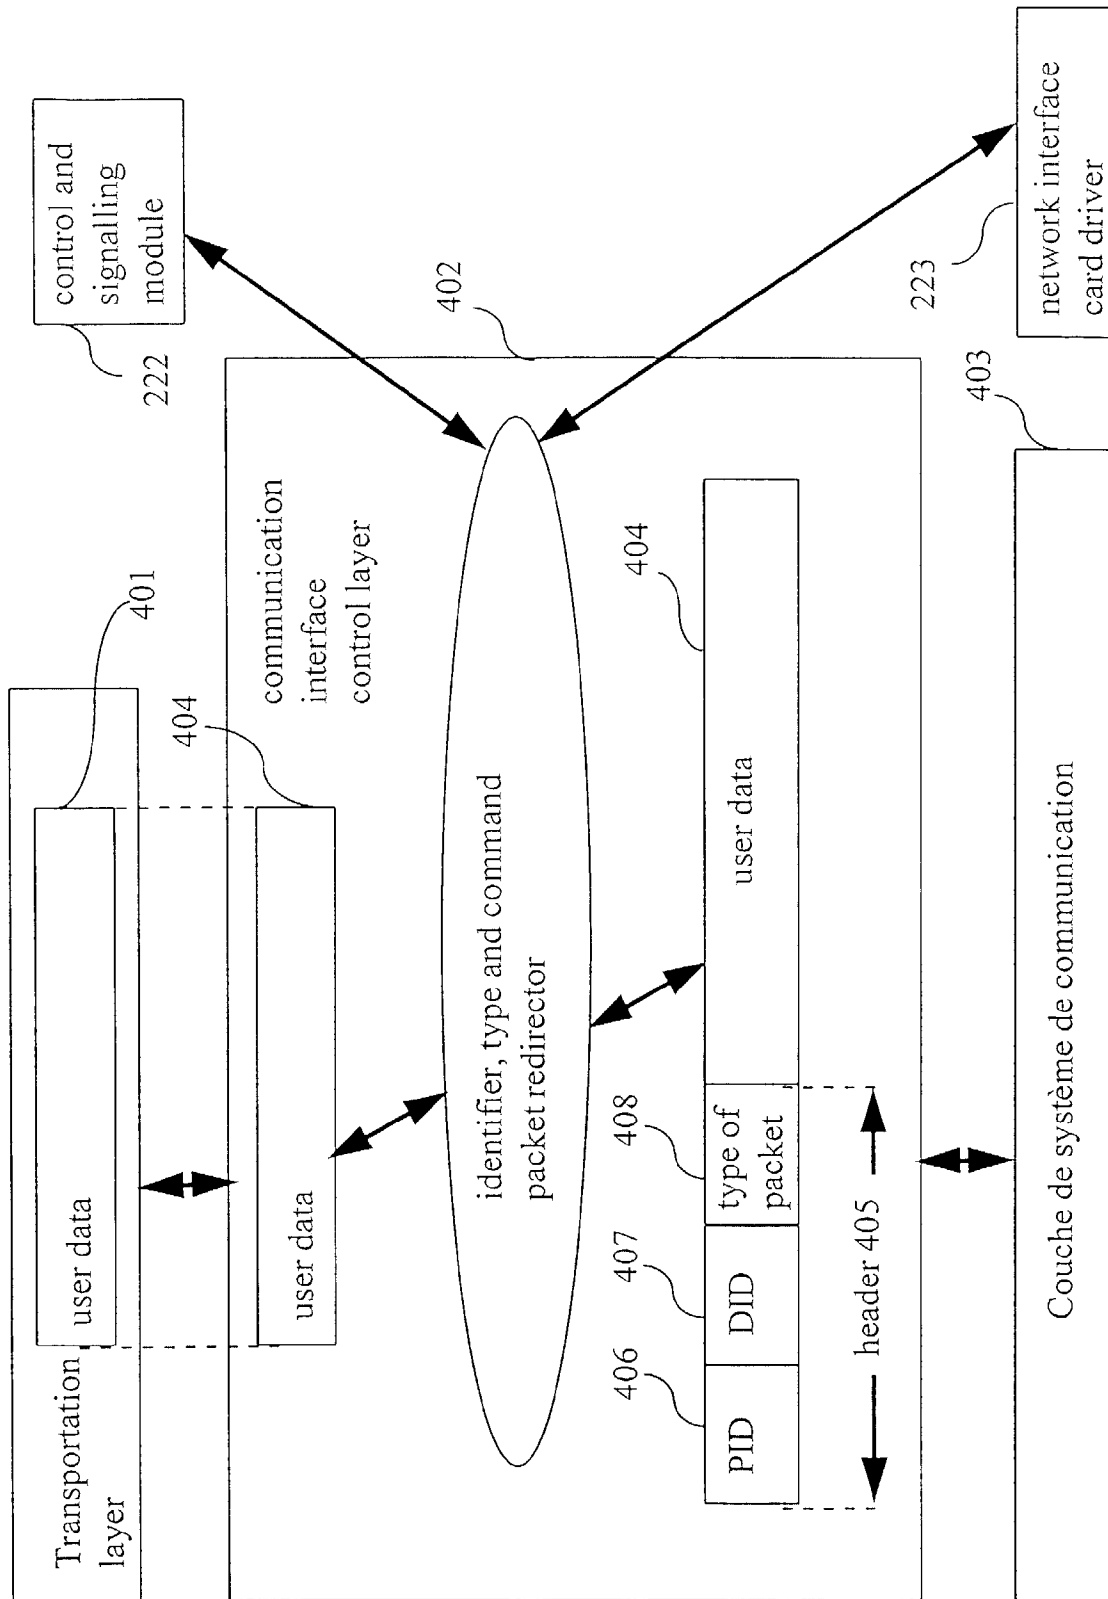 Transportation
layer
user data
401
control and
signalling
module
222
404
user data
communication
interface
control layer
402
identifier, type and command
packet redirector
406
407
408
404
PID
DID
type of
packet
user data
header 405
223
network interface
card driver
403
Couche de système de communication